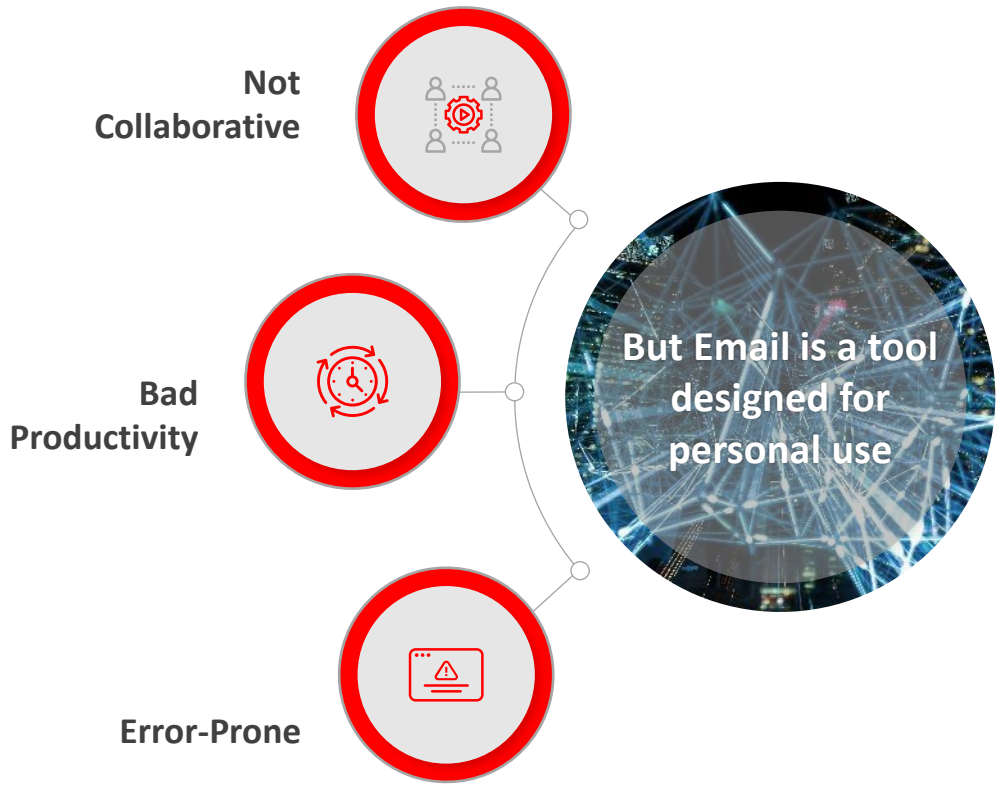 Not
Collaborative
Bad
Productivity
Error-Prone
But Email is a tool
designed for
personal use